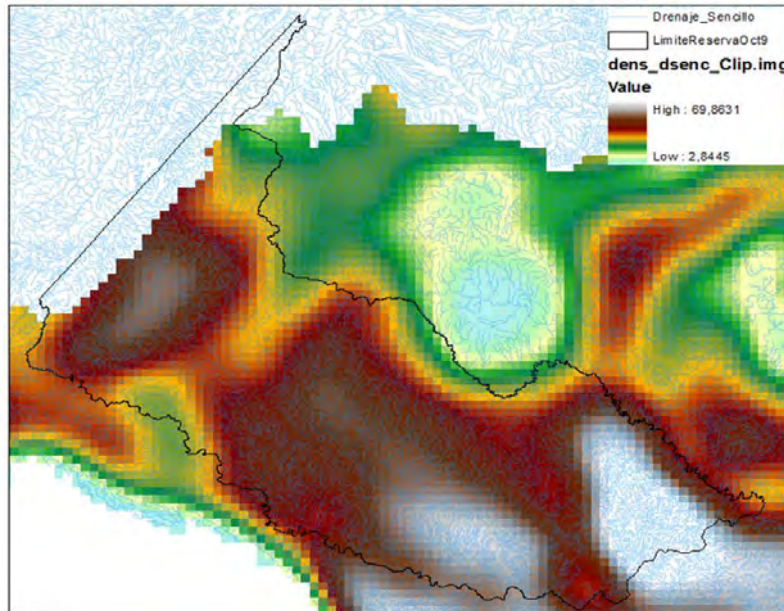 Drenaje_Sencillo
LimiteReservaOct9
dens_dsenc_Clip.img
Value
High : 69,8631
Low : 2,8445